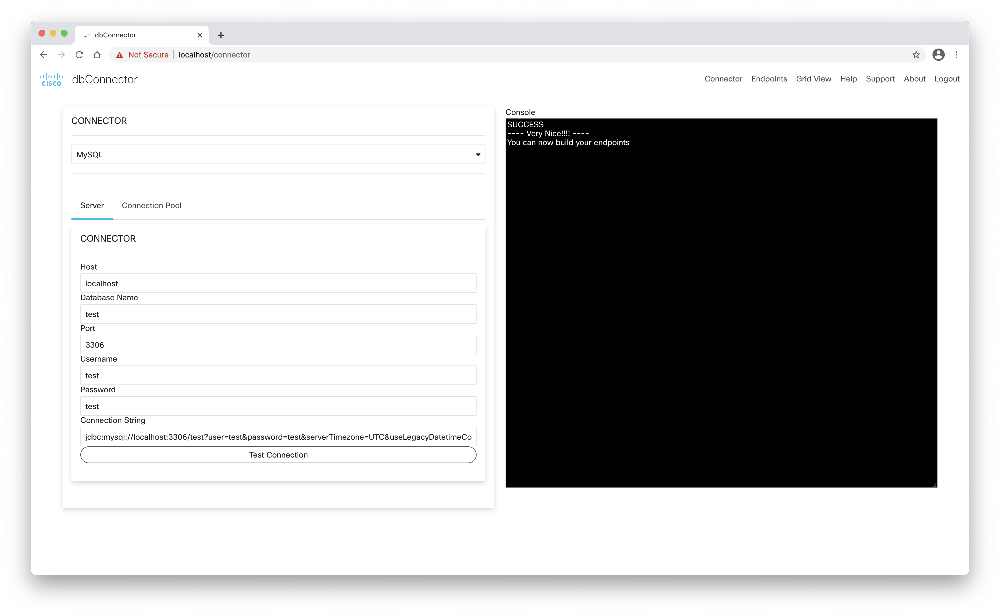 dbConnector
Not Secure localhost/connector
CISCO dbConnector
Connector Endpoints Grid View Help Support About Logout
CONNECTOR
MySQL
Server Connection Pool
CONNECTOR
Host
localhost
Database Name
test
Port
3306
Username
test
Password
test
Connection String
jdbc:mysql://localhost:3306/test?user=test&password=test&serverTimezone=UTC&useLegacyDatetimeCo
Test Connection
Console
SUCCESS
---- Very Nice!!!! ----
You can now build your endpoints